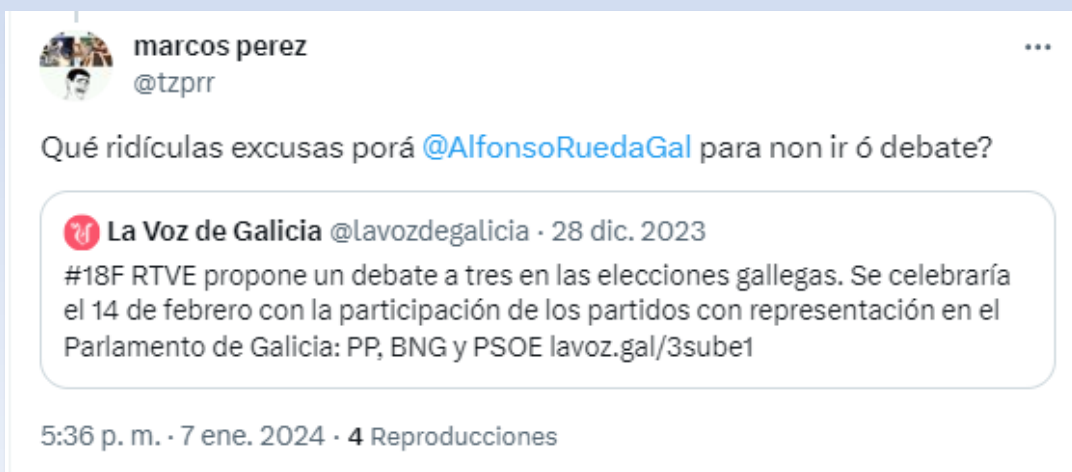 marcos perez
@tzprr
Qué ridículas excusas porá @AlfonsoRuedaGal para non ir ó debate?
La Voz de Galicia @lavozdegalicia · 28 dic. 2023
#18F RTVE propone un debate a tres en las elecciones gallegas. Se celebraría
el 14 de febrero con la participación de los partidos con representación en el
Parlamento de Galicia: PP, BNG y PSOE lavoz.gal/3sube1
5:36 p. m. · 7 ene. 2024 · 4 Reproducciones